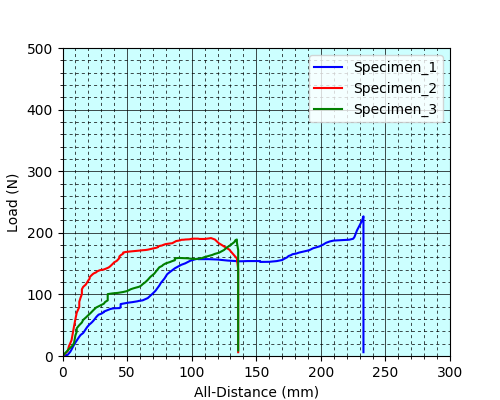 500
400
300
200
100
0
Load (N)
Specimen_1
Specimen_2
Specimen_3
0 50 100 150 200 250 300
All-Distance (mm)